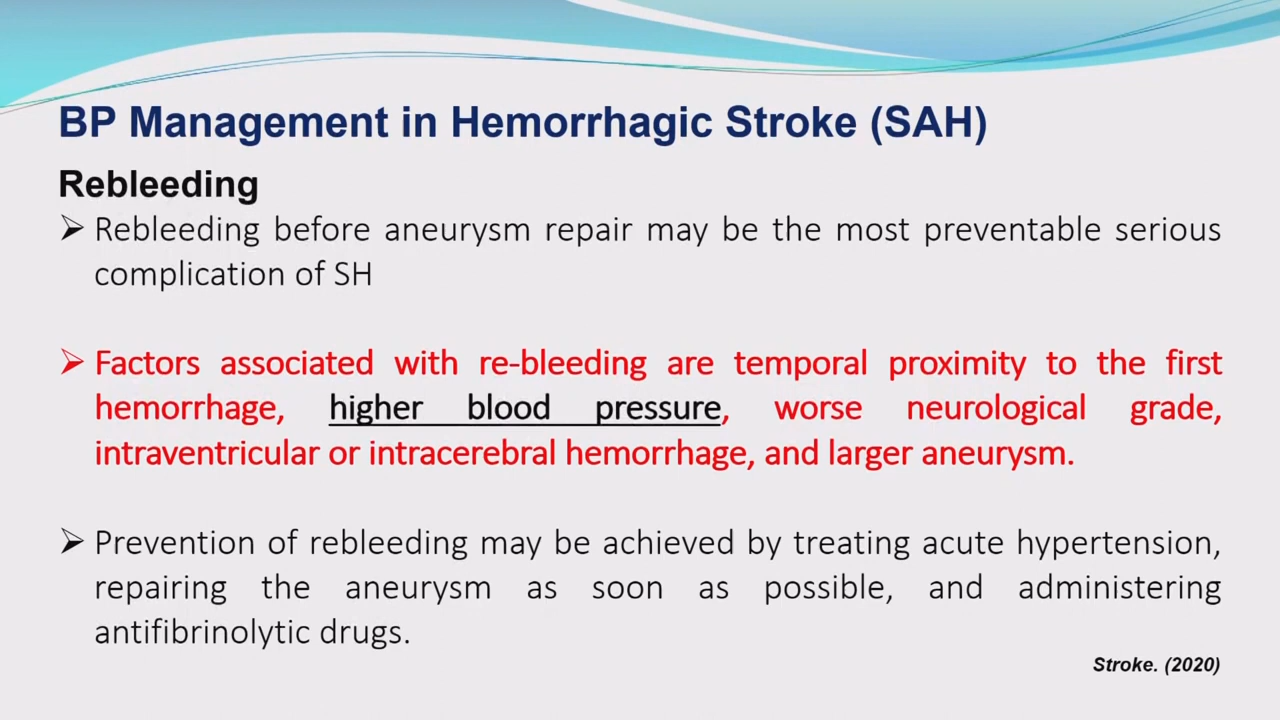 BP Management in Hemorrhagic Stroke (SAH)
Rebleeding
➢ Rebleeding before aneurysm repair may be the most preventable serious
complication of SH
➢ Factors associated with re-bleeding are temporal proximity to the first
hemorrhage, higher blood pressure, worse neurological grade,
intraventricular or intracerebral hemorrhage, and larger aneurysm.
➢ Prevention of rebleeding may be achieved by treating acute hypertension,
repairing the aneurysm as soon as possible, and administering
antifibrinolytic drugs.
Stroke. (2020)